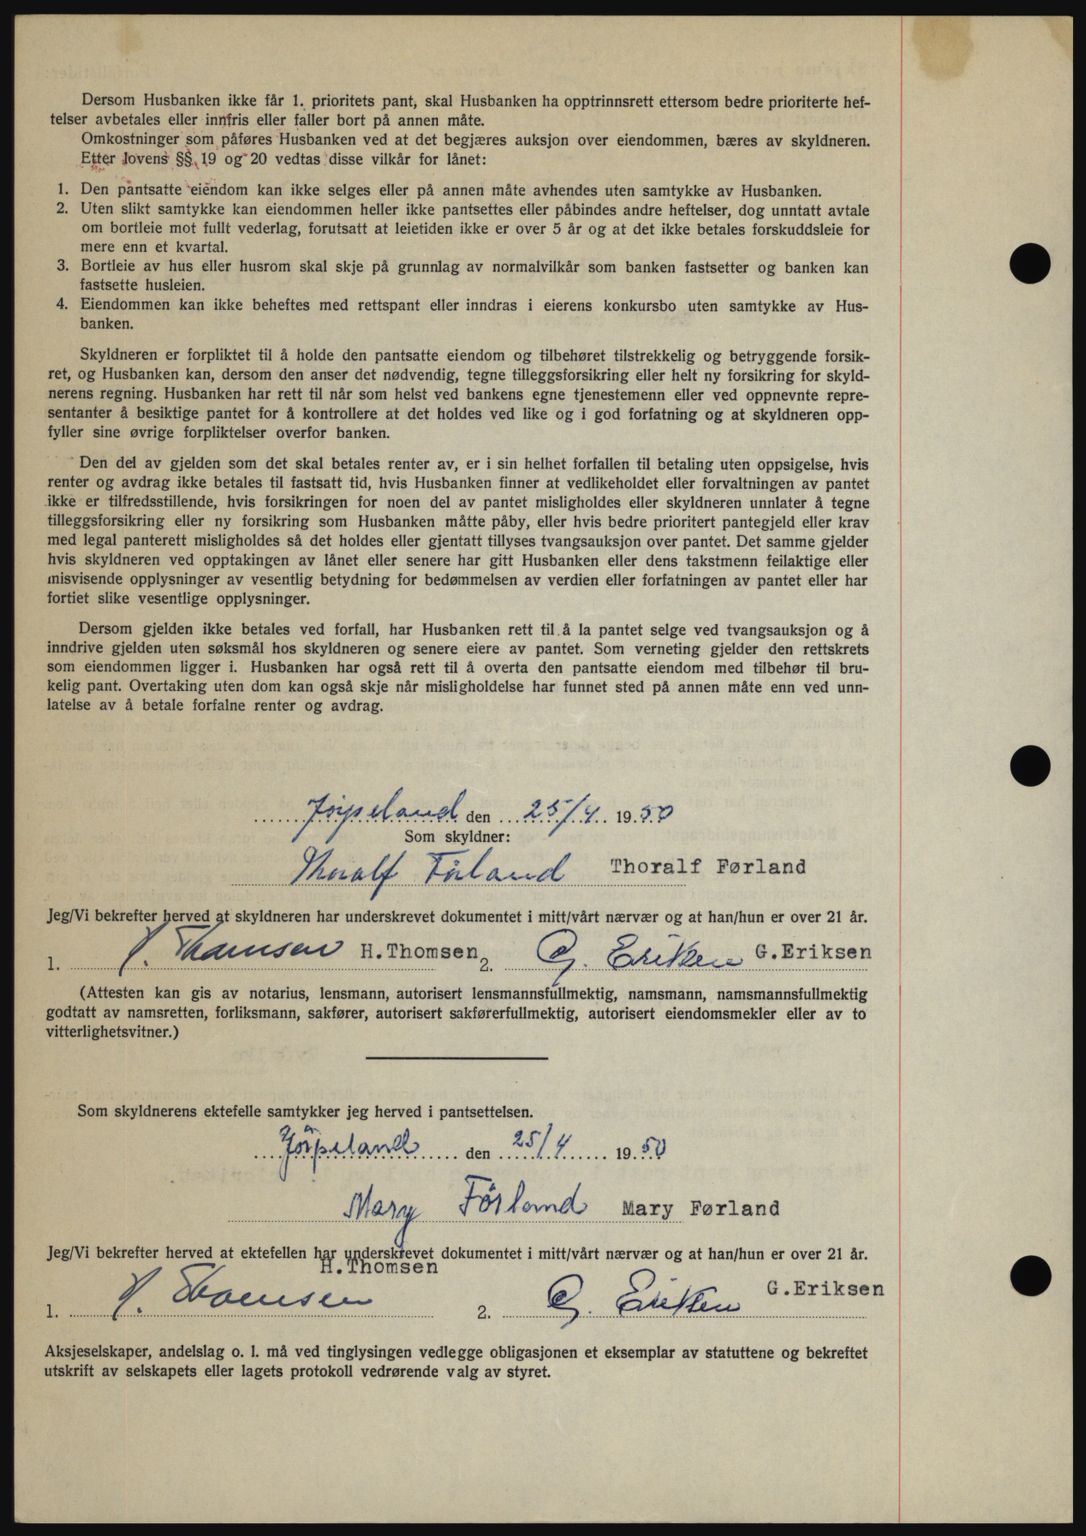 Dersom Husbanken ikke får 1. prioritets pant, skal Husbanken ha opptrinnsrett ettersom bedre prioriterte hef-
telser avbetales eller innfris eller faller bort på annen måte.
Omkostninger som påføres Husbanken ved at det begjæres auksjon over eiendommen, bæres av skyldneren.
Etter lovens §§ 19 og 20 vedtas disse vilkår for lånet:
1. Den pantsatte eiendom kan ikke selges eller på annen måte avhendes uten samtykke av Husbanken.
2. Uten slikt samtykke kan eiendommen heller ikke pantsettes eller påbindes andre heftelser, dog unntatt avtale
om bortleie mot fullt vederlag, forutsatt at leietiden ikke er over 5 år og at det ikke betales forskuddsleie for
mere enn et kvartal.
3. Bortleie av hus eller husrom skal skje på grunnlag av normalvilkår som banken fastsetter og banken kan
fastsette husleien.
4. Eiendommen kan ikke beheftes med rettspant eller inndras i eierens konkursbo uten samtykke av Hus-
banken.
Skyldneren er forpliktet til å holde den pantsatte eiendom og tilbehøret tilstrekkelig og betryggende forsik-
ret, og Husbanken kan, dersom den anser det nødvendig, tegne tilleggsforsikring eller helt ny forsikring for skyld-
nerens regning. Husbanken har rett til når som helst ved bankens egne tjenestemenn eller ved oppnevnte repre-
sentanter å besiktige pantet for å kontrollere at det holdes ved like og i god forfatning og at skyldneren opp-
fyller sine øvrige forpliktelser overfor banken.
Den del av gjelden som det skal betales renter av, er i sin helhet forfallen til betaling uten oppsigelse, hvis
renter og avdrag ikke betales til fastsatt tid, hvis Husbanken finner at vedlikeholdet eller forvaltningen av pantet
ikke er tilfredsstillende, hvis forsikringen for noen del av pantet misligholdes eller skyldneren unnlater å tegne
tilleggsforsikring eller ny forsikring som Husbanken måtte påby, eller hvis bedre prioritert pantegjeld eller krav
med legal panterett misligholdes så det holdes eller gjentatt tillyses tvangsauksjon over pantet. Det samme gjelder
hvis skyldneren ved opptakingen av lånet eller senere har gitt Husbanken eller dens takstmenn feilaktige eller
misvisende opplysninger av vesentlig betydning for bedømmelsen av verdien eller forfatningen av pantet eller har
fortiet slike vesentlige opplysninger.
Dersom gjelden ikke betales ved forfall, har Husbanken rett til å la pantet selge ved tvangsauksjon og å
inndrive gjelden uten søksmål hos skyldneren og senere eiere av pantet. Som verneting gjelder den rettskrets
som eiendommen ligger i. Husbanken har også rett til å overta den pantsatte eiendom med tilbehør til bru-
kelig pant. Overtaking uten dom kan også skje når misligholdelse har funnet sted på annen måte enn ved unn-
latelse av å betale forfalne renter og avdrag.
Jørpeland den 25/4 1950
Som skyldner:
Thoralf Förland Thoralf Førland
Jeg/Vi bekrefter herved at skyldneren har underskrevet dokumentet i mitt/vårt nærvær og at han/hun er over 21 år.
1. H. Thomsen H.Thomsen 2. G. Eriksen G.Eriksen
(Attesten kan gis av notarius, lensmann, autorisert lensmannsfullmektig, namsmann, namsmannsfullmektig
godtatt av namsretten, forliksmann, sakfører, autorisert sakførerfullmektig, autorisert eiendomsmekler eller av to
vitterlighetsvitner.)
Som skyldnerens ektefelle samtykker jeg herved i pantsettelsen.
Jörpeland den 25/4 1950
Mary Förland Mary Førland
Jeg/Vi bekrefter herved at ektefellen har underskrevet dokumentet i mitt/vårt nærvær og at han/hun er over 21 år.
H.Thomsen
1. H. Thomsen 2. G. Eriksen G.Eriksen
Aksjeselskaper, andelslag o. l. må ved tinglysingen vedlegge obligasjonen et eksemplar av statuttene og bekreftet
utskrift av selskapets eller lagets protokoll vedrørende valg av styret.